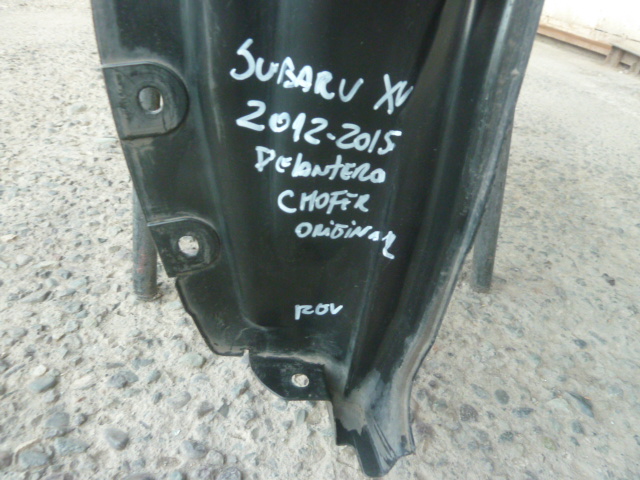 SUBARU XV
2012-2015
DELANTERO
CHOFER
ORIGINAL
ROV